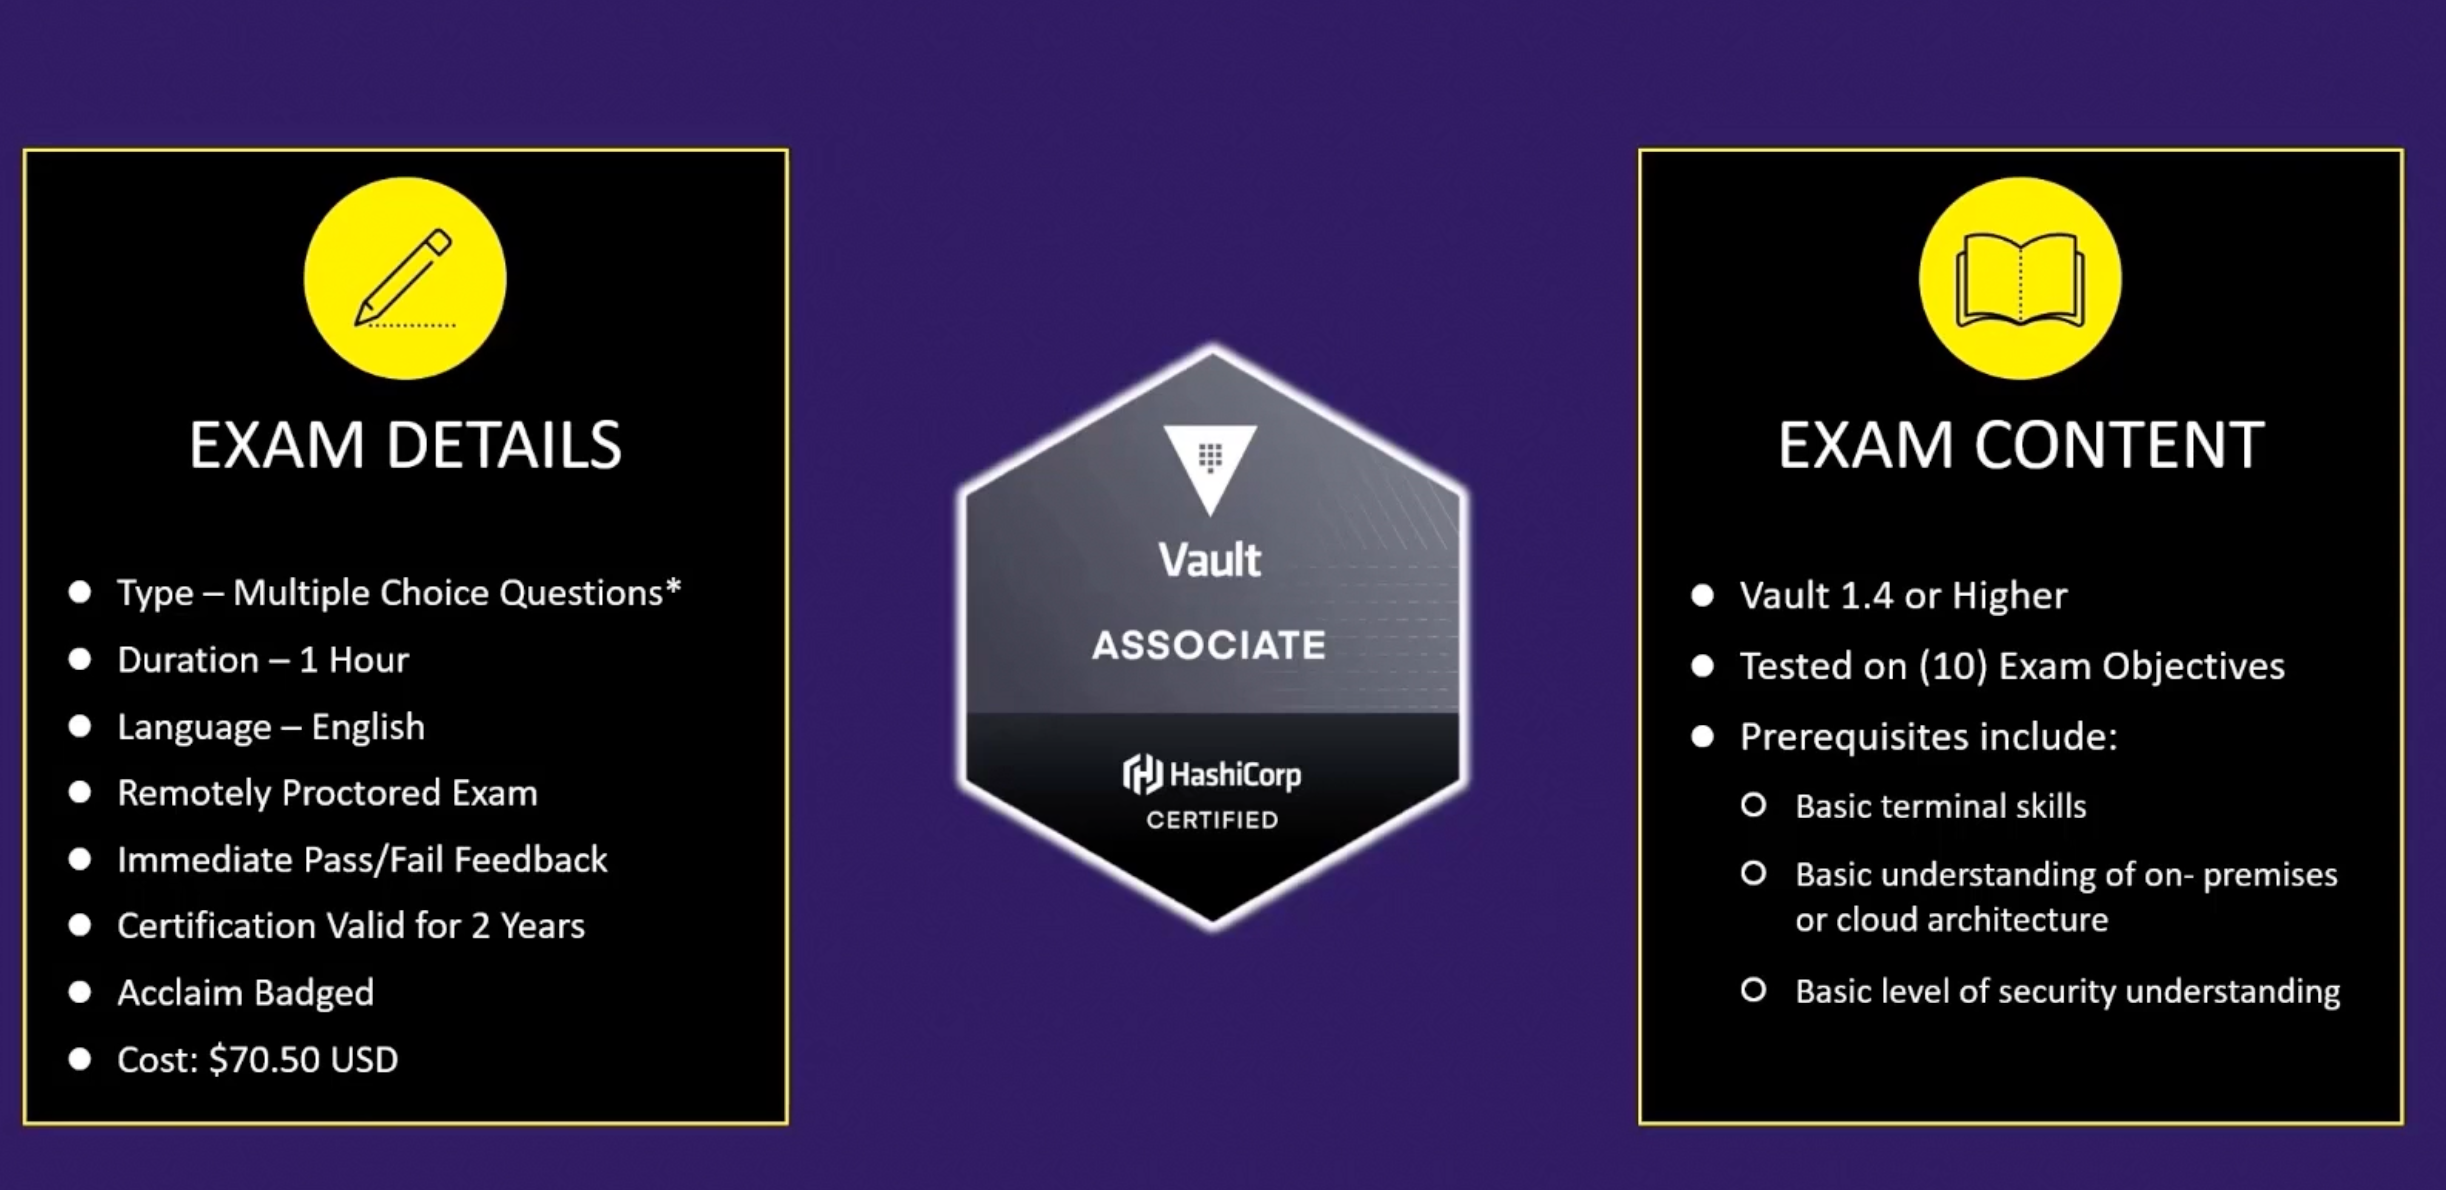 EXAM DETAILS
● Type – Multiple Choice Questions*
● Duration – 1 Hour
● Language – English
● Remotely Proctored Exam
● Immediate Pass/Fail Feedback
● Certification Valid for 2 Years
● Acclaim Badged
● Cost: $70.50 USD
Vault
ASSOCIATE
HashiCorp
CERTIFIED
EXAM CONTENT
● Vault 1.4 or Higher
● Tested on (10) Exam Objectives
● Prerequisites include:
○ Basic terminal skills
○ Basic understanding of on- premises
or cloud architecture
○ Basic level of security understanding